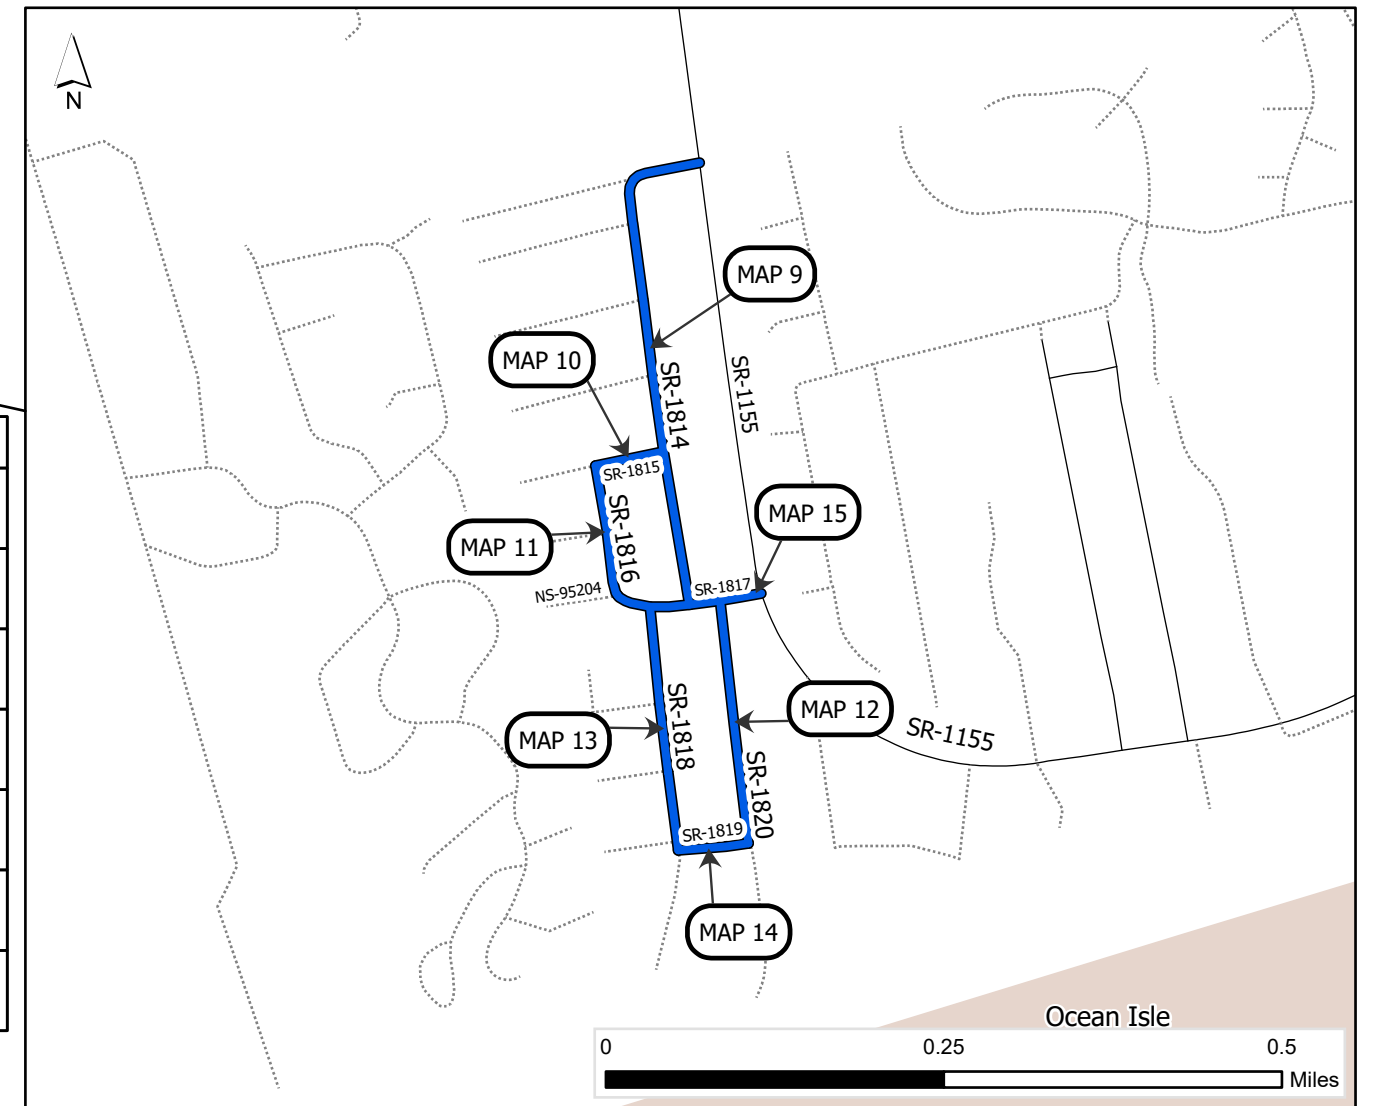 N
MAP 9
MAP 10
SR-1814
SR-1155
SR-1815
MAP 15
SR-1816
MAP 11
NS-95204
SR-1817
MAP 12
SR-1818
MAP 13
SR-1155
SR-1820
SR-1819
MAP 14
Ocean Isle
0 0.25 0.5
Miles